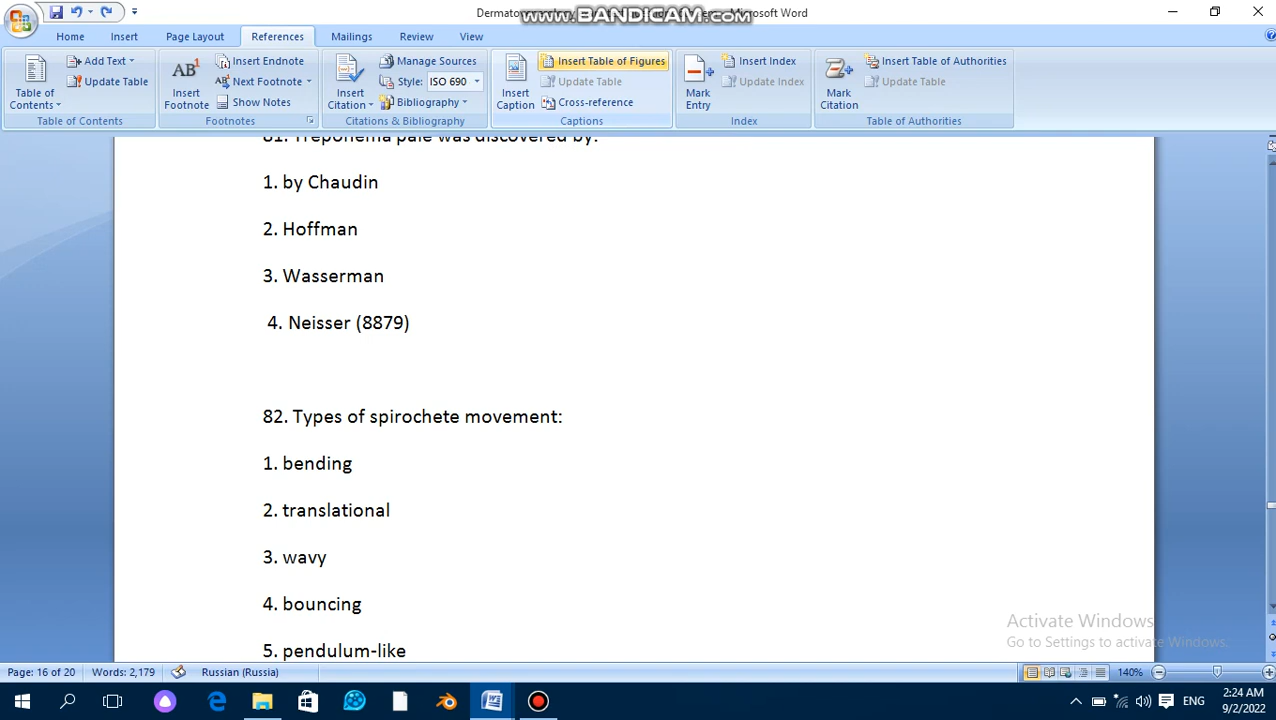 Dermatov
www.BANDICAM.com
Microsoft Word
Home
Insert
Page Layout
References
Mailings
Review
View
Table of Contents
Add Text
Update Table
Table of Contents
AB1
Insert Footnote
Insert Endnote
Next Footnote
Show Notes
Footnotes
Insert Citation
Manage Sources
Style: ISO 690
Bibliography
Citations & Bibliography
Insert Caption
Insert Table of Figures
Update Table
Cross-reference
Captions
Mark Entry
Insert Index
Update Index
Index
Mark Citation
Insert Table of Authorities
Update Table
Table of Authorities
81. Treponema pale was discovered by:
1. by Chaudin
2. Hoffman
3. Wasserman
4. Neisser (8879)
82. Types of spirochete movement:
1. bending
2. translational
3. wavy
4. bouncing
5. pendulum-like
Activate Windows
Go to Settings to activate Windows.
Page: 16 of 20
Words: 2,179
Russian (Russia)
140%
ENG
2:24 AM
9/2/2022